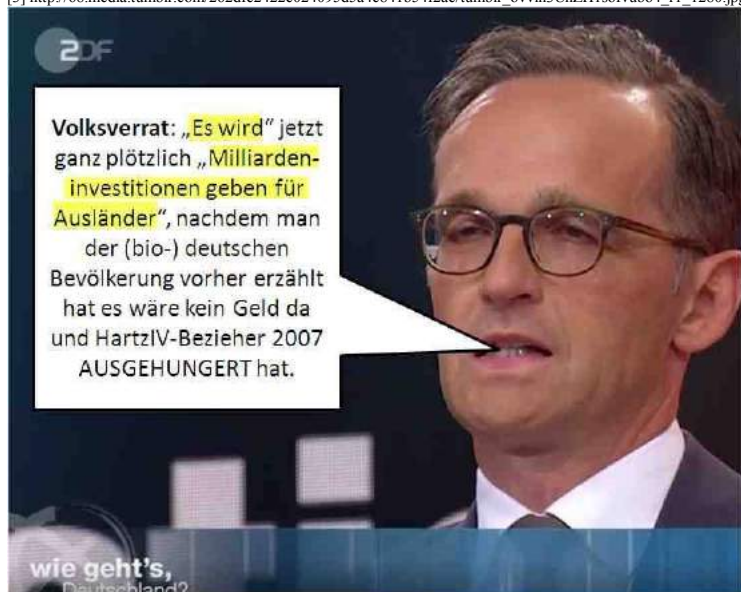 ZDF
Volksverrat: „Es wird“ jetzt
ganz plötzlich „Milliarden-
investitionen geben für
Ausländer“, nachdem man
der (bio-) deutschen
Bevölkerung vorher erzählt
hat es wäre kein Geld da
und HartzIV-Bezieher 2007
AUSGEHUNGERT hat.
wie geht's,
Deutschland?